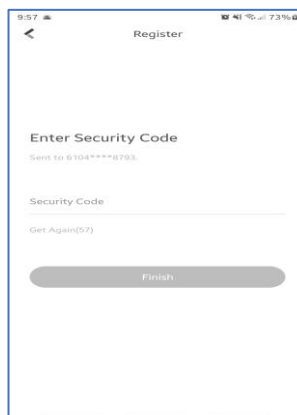 9:57 73%
Register
Enter Security Code
Sent to 6104****8793.
Security Code
Get Again(57)
Finish